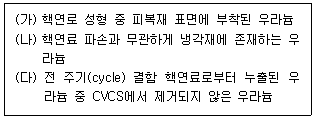 (가) 핵연료 성형 중 피복재 표면에 부착된 우라늄
(나) 핵연료 파손과 무관하게 냉각재에 존재하는 우
라늄
(다) 전 주기(cycle) 결함 핵연료로부터 누출된 우
라늄 중 CVCS에서 제거되지 않은 우라늄